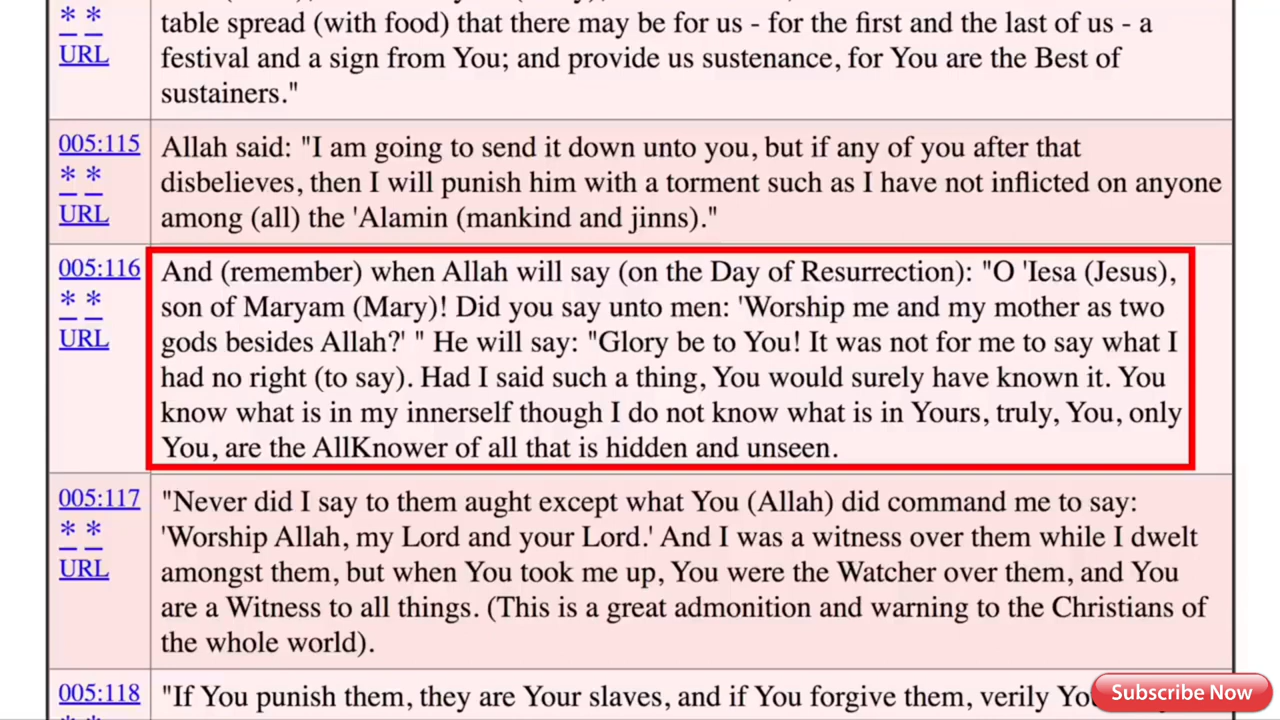 table spread (with food) that there may be for us - for the first and the last of us - a
* *
URL
festival and a sign from You; and provide us sustenance, for You are the Best of
sustainers."
005:115
* *
URL
Allah said: "I am going to send it down unto you, but if any of you after that
disbelieves, then I will punish him with a torment such as I have not inflicted on anyone
among (all) the 'Alamin (mankind and jinns)."
005:116
* *
URL
And (remember) when Allah will say (on the Day of Resurrection): "O 'Iesa (Jesus),
son of Maryam (Mary)! Did you say unto men: 'Worship me and my mother as two
gods besides Allah?' " He will say: "Glory be to You! It was not for me to say what I
had no right (to say). Had I said such a thing, You would surely have known it. You
know what is in my innerself though I do not know what is in Yours, truly, You, only
You, are the AllKnower of all that is hidden and unseen.
005:117
* *
URL
"Never did I say to them aught except what You (Allah) did command me to say:
'Worship Allah, my Lord and your Lord.' And I was a witness over them while I dwelt
amongst them, but when You took me up, You were the Watcher over them, and You
are a Witness to all things. (This is a great admonition and warning to the Christians of
the whole world).
005:118
"If You punish them, they are Your slaves, and if You forgive them, verily
Subscribe Now